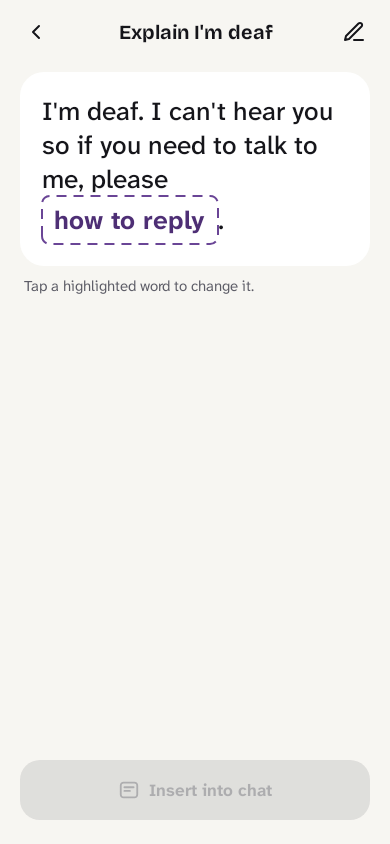 Explain I'm deaf
I'm deaf. I can't hear you
so if you need to talk to
me, please
how to reply.
Tap a highlighted word to change it.
Insert into chat